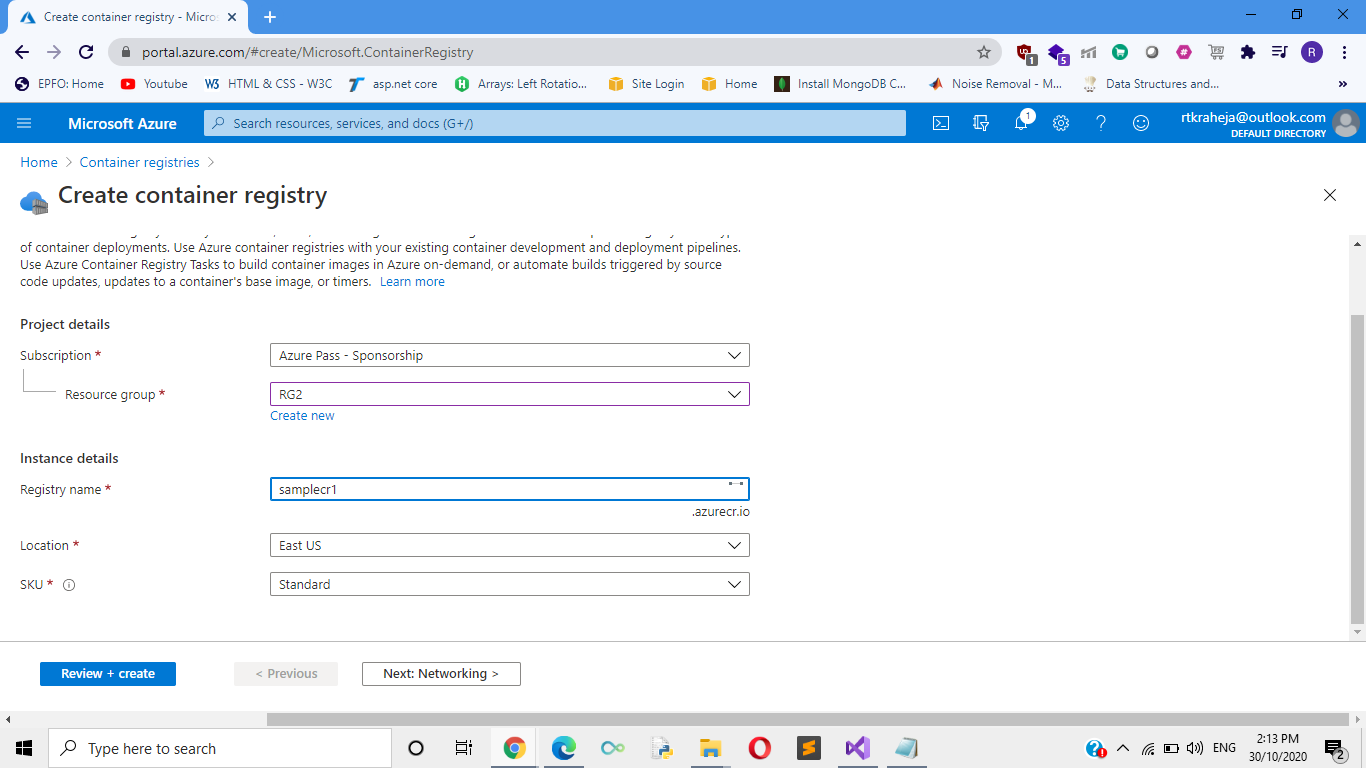 Create container registry - Micros
portal.azure.com/#create/Microsoft.ContainerRegistry
1
5
R
EPFO: Home
Youtube
W3 HTML & CSS - W3C
asp.net core
Arrays: Left Rotatio...
Site Login
Home
Install MongoDB C...
Noise Removal - M...
Data Structures and...
»
Microsoft Azure
Search resources, services, and docs (G+/)
1
rtkraheja@outlook.com
DEFAULT DIRECTORY
Home > Container registries >
Create container registry
of container deployments. Use Azure container registries with your existing container development and deployment pipelines.
Use Azure Container Registry Tasks to build container images in Azure on-demand, or automate builds triggered by source
code updates, updates to a container's base image, or timers. Learn more
Project details
Subscription *
Azure Pass - Sponsorship
Resource group *
RG2
Create new
Instance details
Registry name *
samplecr1
.azurecr.io
Location *
East US
SKU *
Standard
Review + create
< Previous
Next: Networking >
Type here to search
ENG
2:13 PM
30/10/2020
2